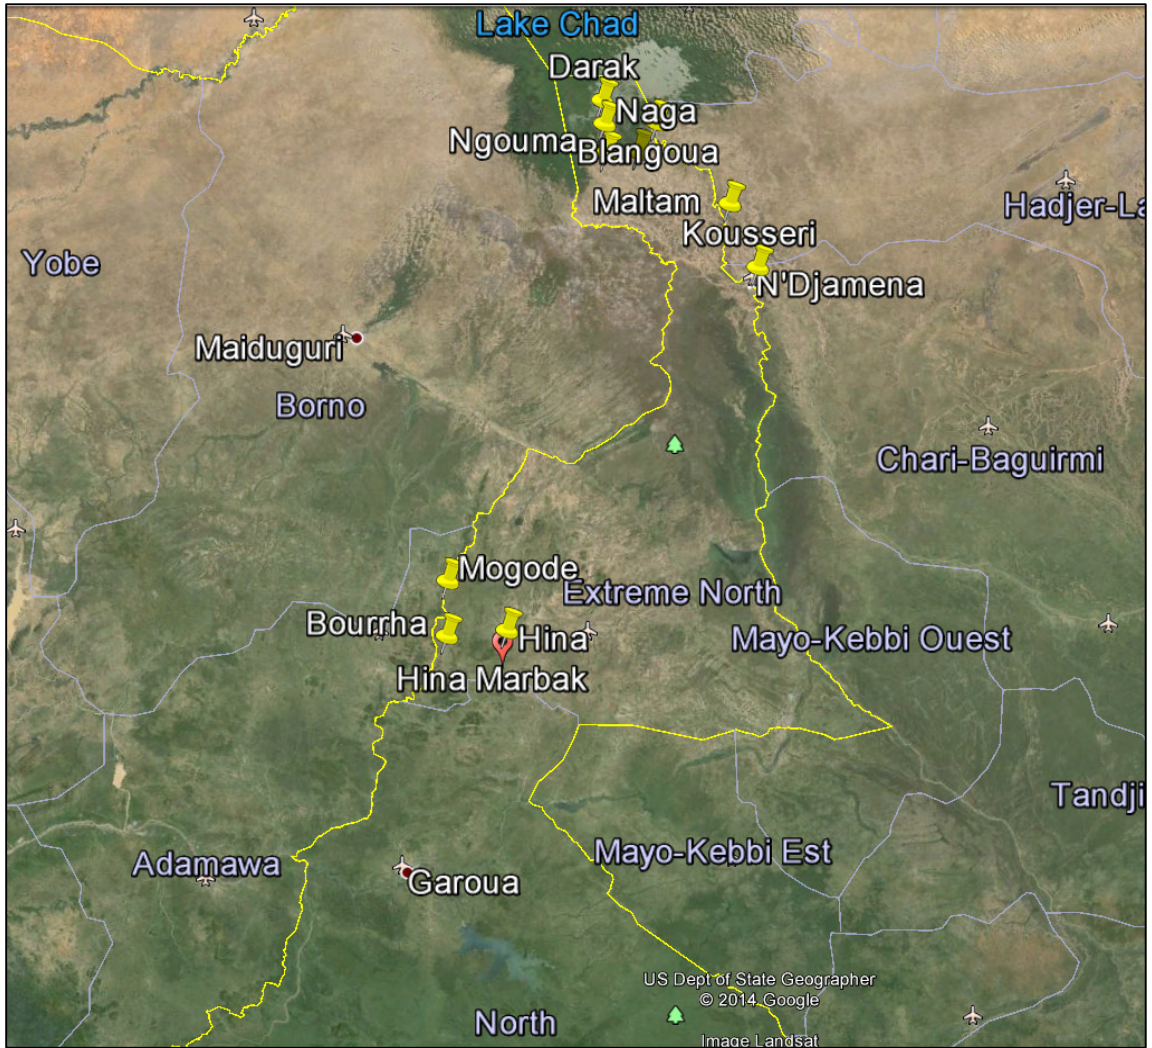 Lake Chad
Darak
Naga
Ngouma
Blangoua
Maltam
Hadjer-La
Kousseri
Yobe
N'Djamena
Maiduguri
Borno
Chari-Baguirmi
Mogode
Extreme North
Bourrha
Hina
Mayo-Kebbi Ouest
Hina Marbak
Tandji
Mayo-Kebbi Est
Adamawa
Garoua
US Dept of State Geographer
© 2014 Google
North
Image Landsat